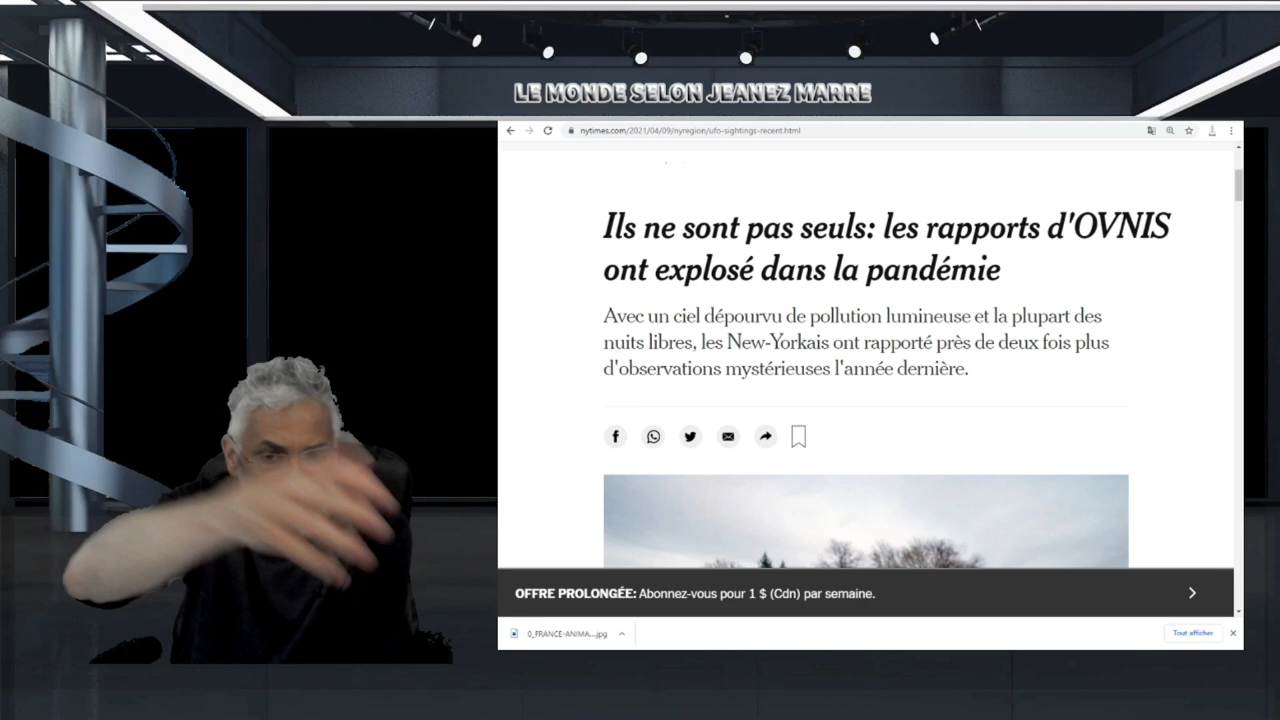 LE MONDE SELON JEANEZ MARRE
nytimes.com/2021/04/09/nyregion/ufo-sightings-recent.html
Ils ne sont pas seuls: les rapports d'OVNIS
ont explosé dans la pandémie
Avec un ciel dépourvu de pollution lumineuse et la plupart des
nuits libres, les New-Yorkais ont rapporté près de deux fois plus
d'observations mystérieuses l'année dernière.
OFFRE PROLONGÉE: Abonnez-vous pour 1 $ (Cdn) par semaine.
0_FRANCE-ANIMA....jpg
Tout afficher